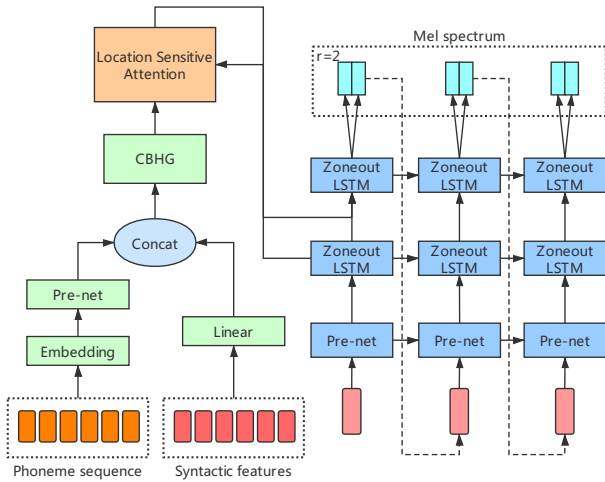 Mel spectrum
r=2
Location Sensitive
Attention
CBHG
Zoneout
LSTM
Zoneout
LSTM
Zoneout
LSTM
Concat
Zoneout
LSTM
Zoneout
LSTM
Zoneout
LSTM
Pre-net
Linear
Pre-net
Pre-net
Pre-net
Embedding
Phoneme sequence
Syntactic features